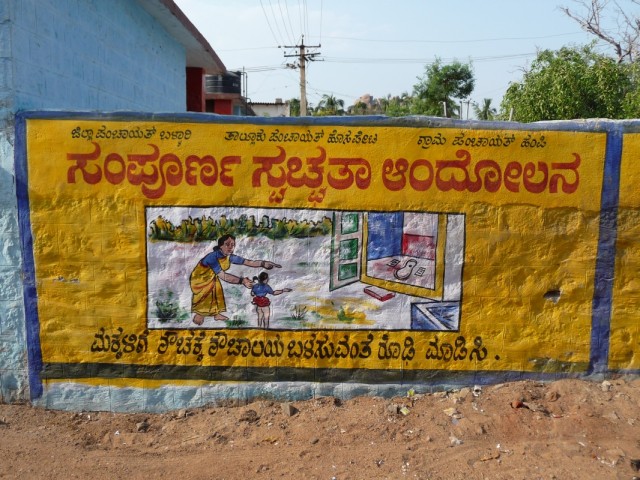 ಜಿಲ್ಲಾ ಪಂಚಾಯತ್ ಬಳ್ಳಾರಿ ತಾಲ್ಲೂಕು ಪಂಚಾಯತ್ ಹೊಸಪೇಟ ಗ್ರಾಮ ಪಂಚಾಯತ್ ಹಂಪಿ
ಸಂಪೂರ್ಣ ಸ್ವಚ್ಛತಾ ಆಂದೋಲನ
ಮಕ್ಕಳಿಗೆ ಶೌಚಕ್ಕೆ ಶೌಚಾಲಯ ಬಳಸುವಂತೆ ರೂಢಿ ಮಾಡಿಸಿ.